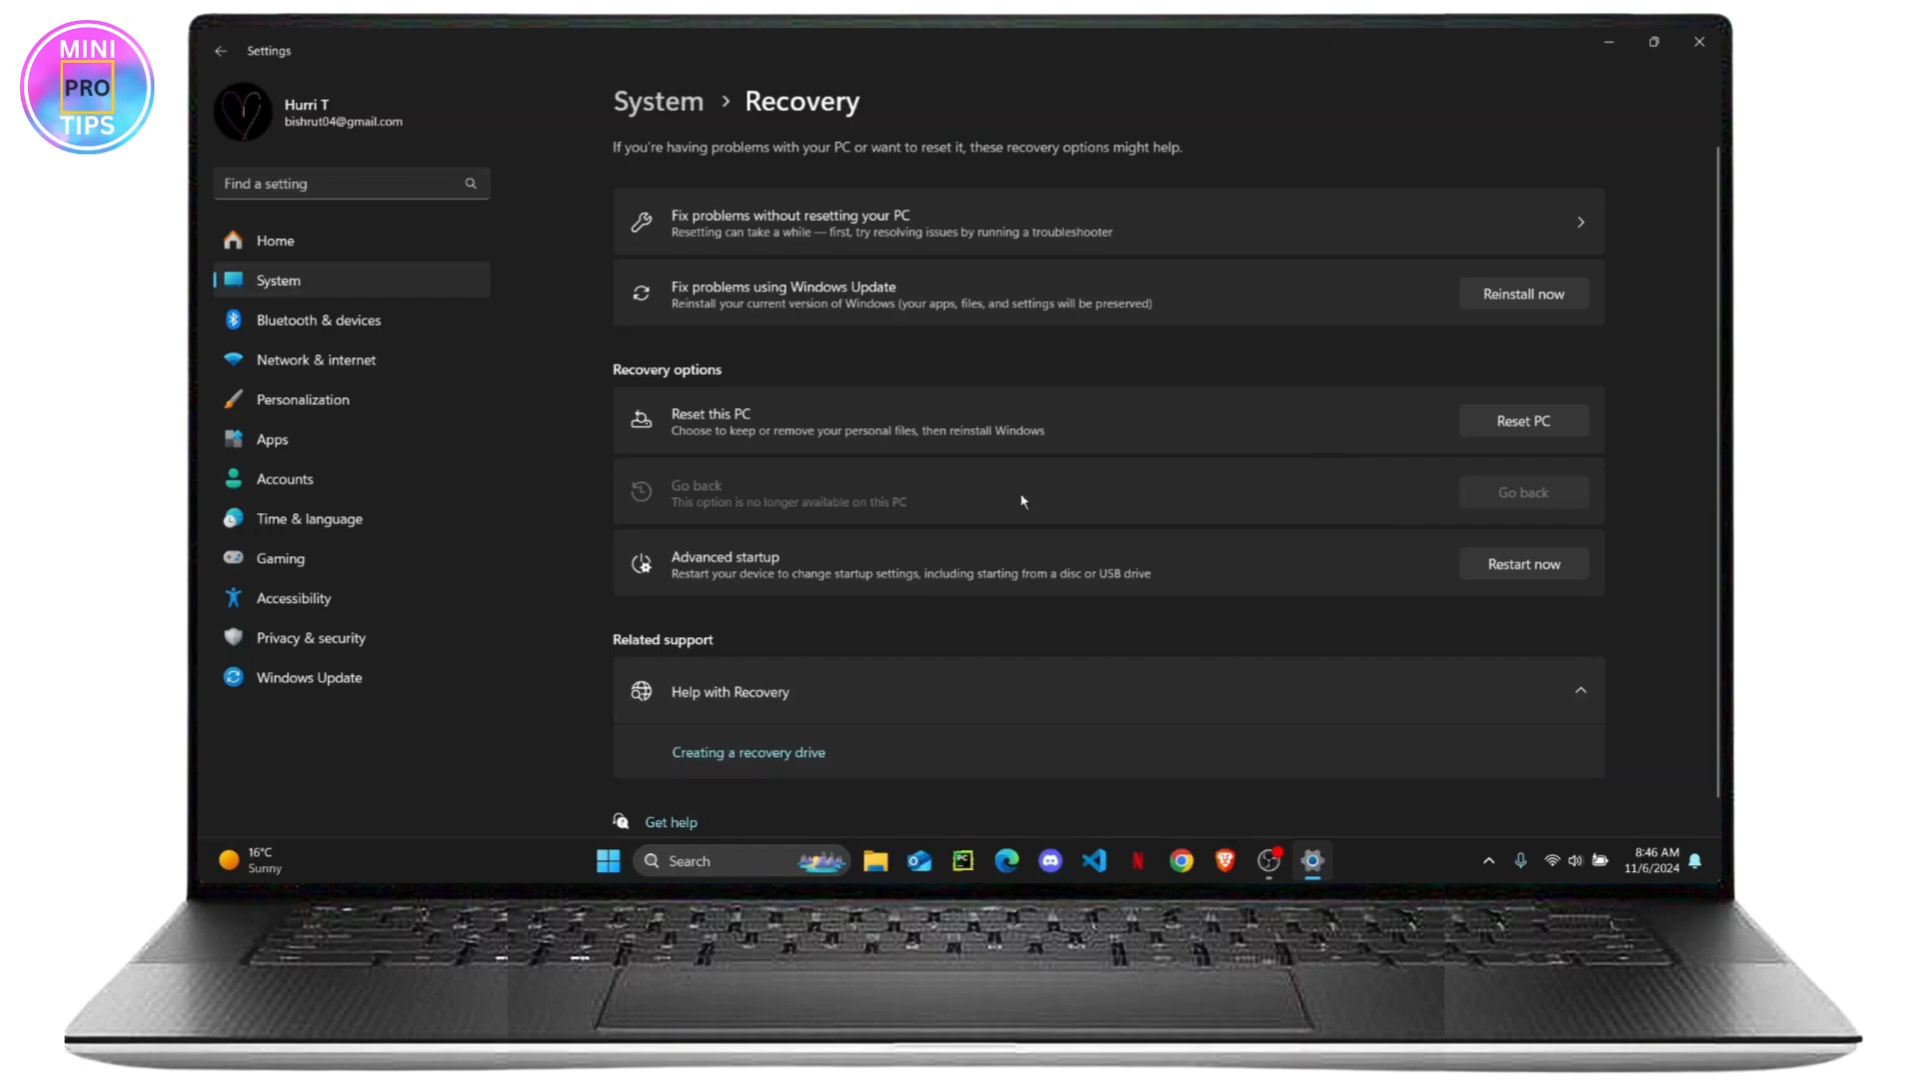 MINI
PRO
TIPS
Settings
Hurri T
bishrut04@gmail.com
Find a setting
Home
System
Bluetooth & devices
Network & internet
Personalization
Apps
Accounts
Time & language
Gaming
Accessibility
Privacy & security
Windows Update
System > Recovery
If you're having problems with your PC or want to reset it, these recovery options might help.
Fix problems without resetting your PC
Resetting can take a while — first, try resolving issues by running a troubleshooter
Fix problems using Windows Update
Reinstall your current version of Windows (your apps, files, and settings will be preserved)
Reinstall now
Recovery options
Reset this PC
Choose to keep or remove your personal files, then reinstall Windows
Reset PC
Go back
This option is no longer available on this PC
Go back
Advanced startup
Restart your device to change startup settings, including starting from a disc or USB drive
Restart now
Related support
Help with Recovery
Creating a recovery drive
Get help
16°C
Sunny
Search
PC
N
8:46 AM
11/6/2024